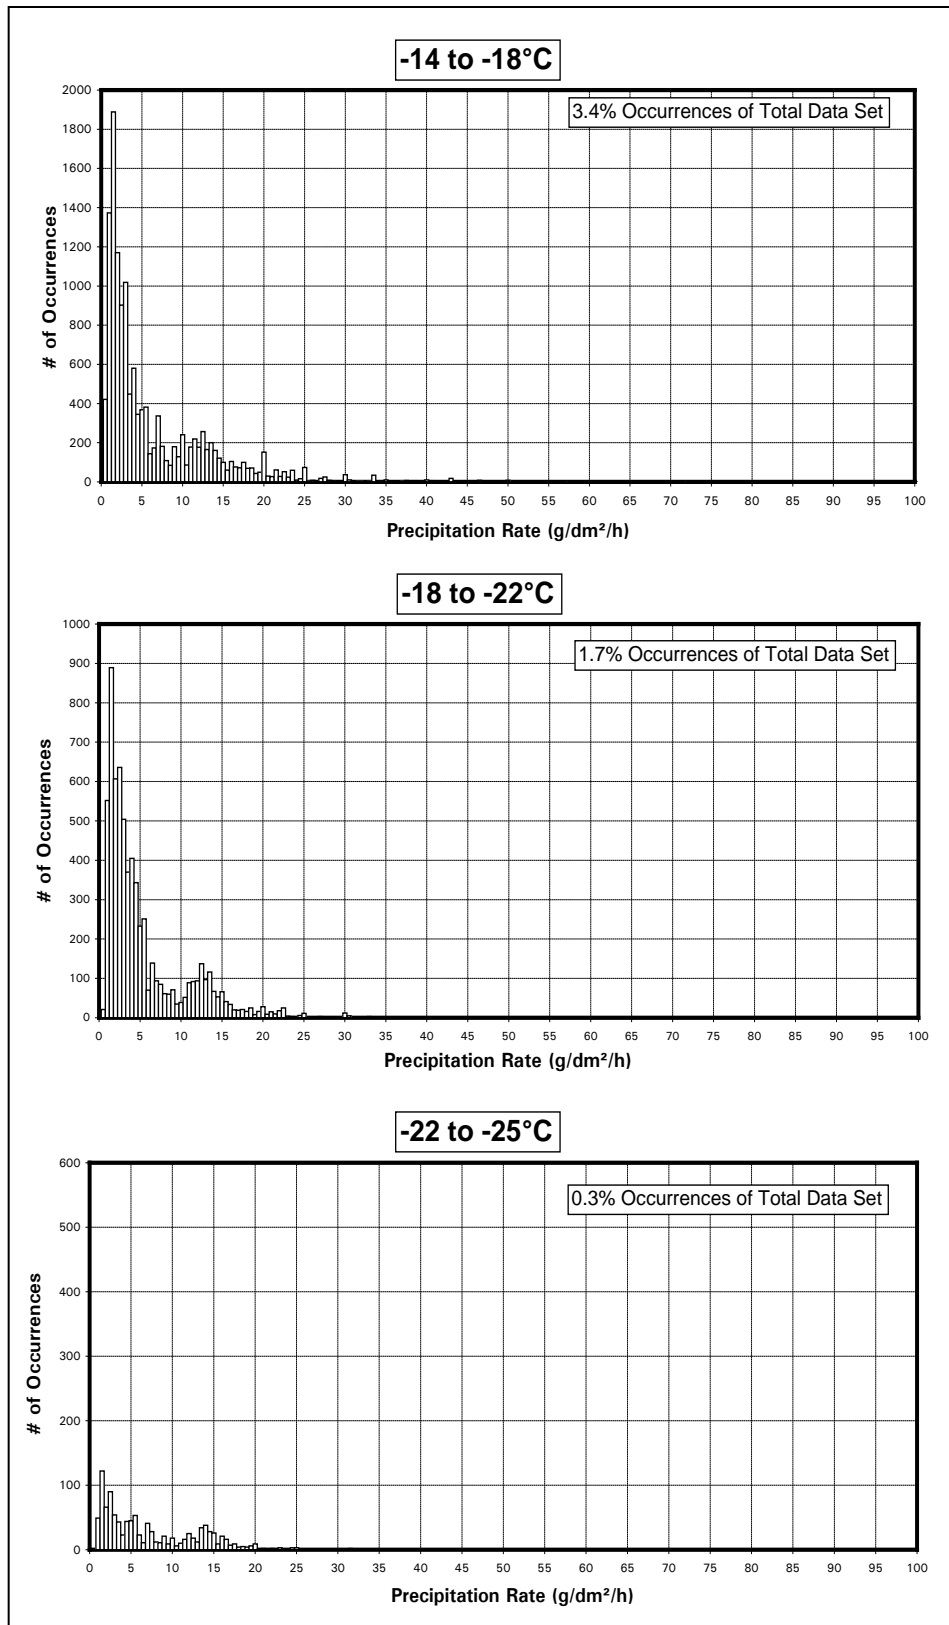 -14 to -18°C
3.4% Occurrences of Total Data Set
2000
1800
1600
1400
1200
1000
800
600
400
200
0
# of Occurrences
0 5 10 15 20 25 30 35 40 45 50 55 60 65 70 75 80 85 90 95 100
Precipitation Rate (g/dm²/h)
-18 to -22°C
1.7% Occurrences of Total Data Set
1000
900
800
700
600
500
400
300
200
100
0
# of Occurrences
0 5 10 15 20 25 30 35 40 45 50 55 60 65 70 75 80 85 90 95 100
Precipitation Rate (g/dm²/h)
-22 to -25°C
0.3% Occurrences of Total Data Set
600
500
400
300
200
100
0
# of Occurrences
0 5 10 15 20 25 30 35 40 45 50 55 60 65 70 75 80 85 90 95 100
Precipitation Rate (g/dm²/h)